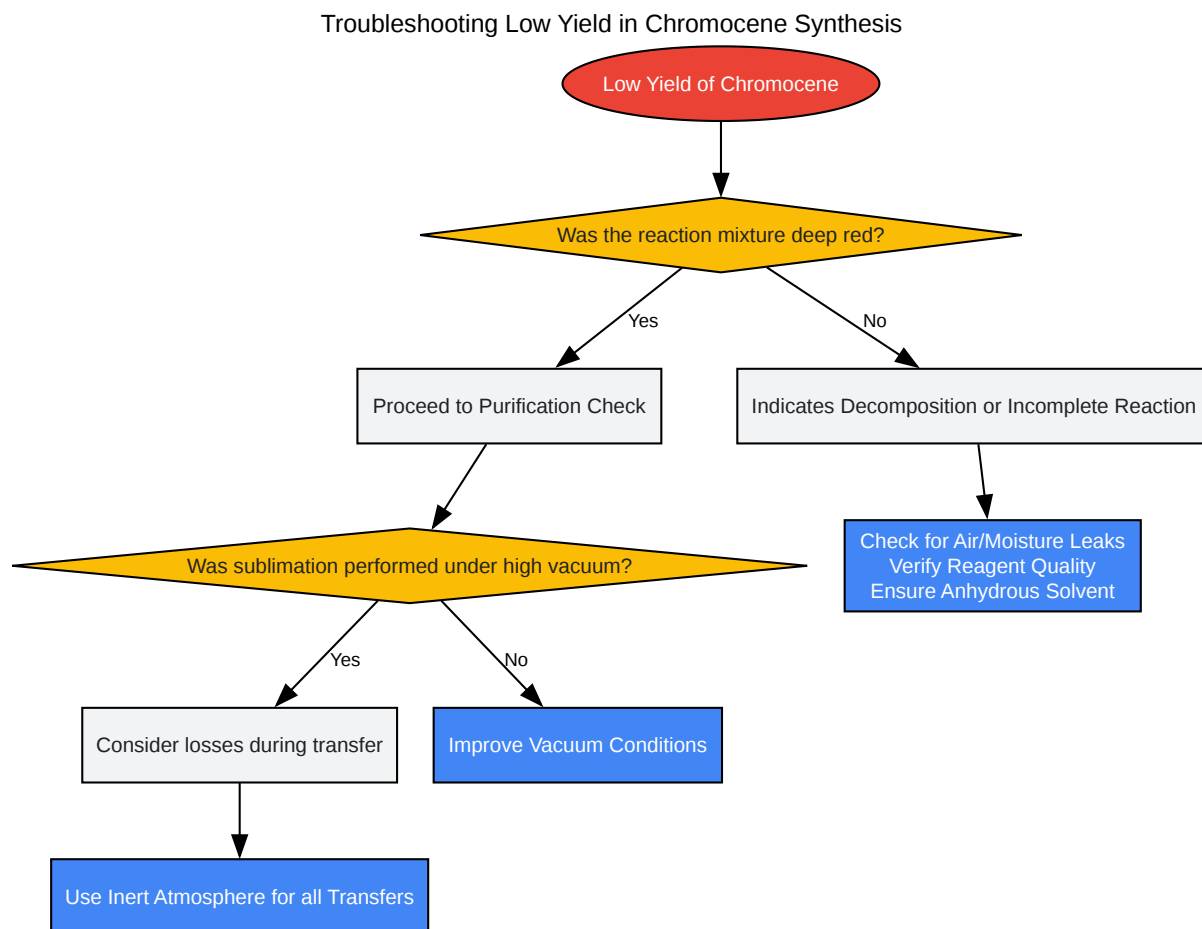 Troubleshooting Low Yield in Chromocene Synthesis
Low Yield of Chromocene
Was the reaction mixture deep red?
Yes
No
Proceed to Purification Check
Indicates Decomposition or Incomplete Reaction
Was sublimation performed under high vacuum?
Check for Air/Moisture Leaks
Verify Reagent Quality
Ensure Anhydrous Solvent
Yes
No
Consider losses during transfer
Improve Vacuum Conditions
Use Inert Atmosphere for all Transfers